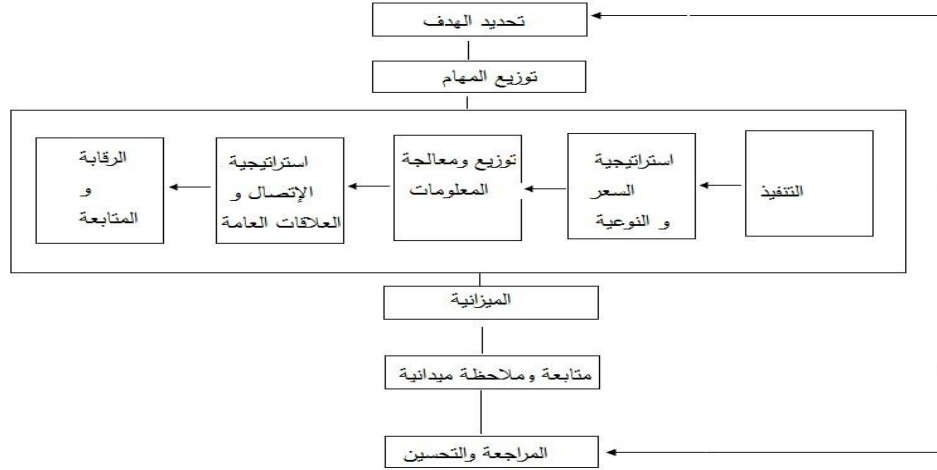 تحديد الهدف
توزيع المهام
التنفيذ
استراتيجية
السعر
و النوعية
توزيع ومعالجة
المعلومات
استراتيجية
الإتصال و
العلاقات العامة
الرقابة
و
المتابعة
الميزانية
متابعة وملاحظة ميدانية
المراجعة والتحسين